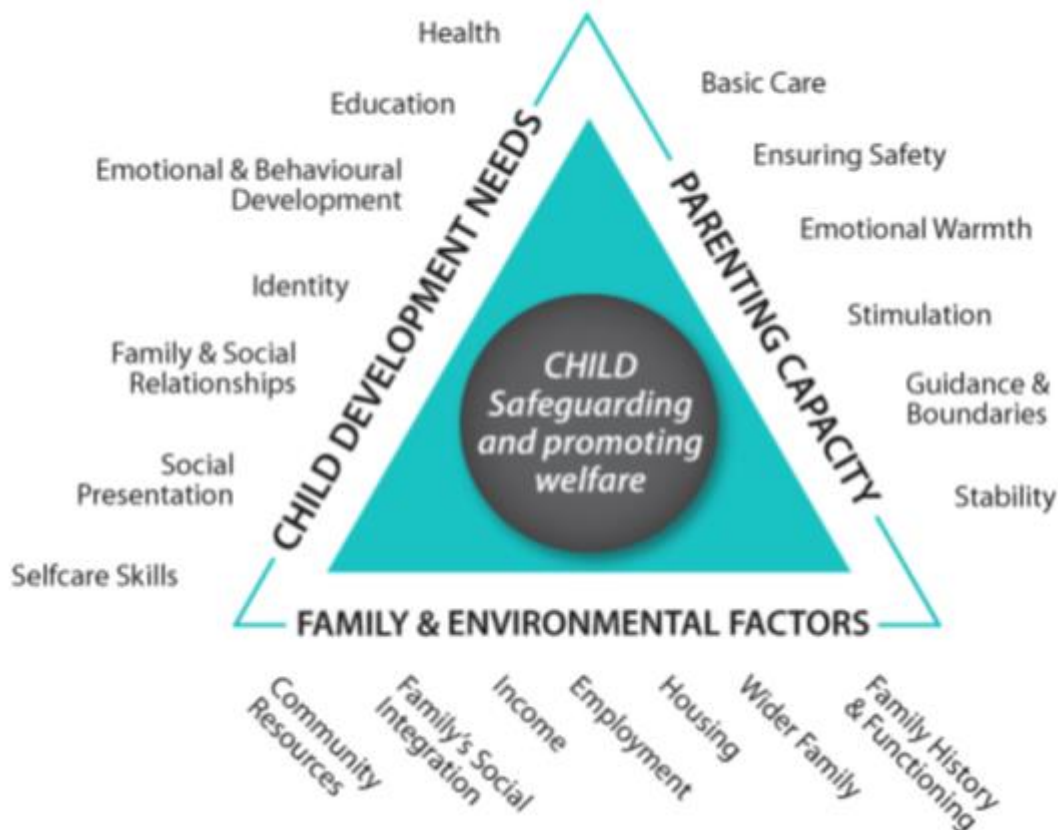 Health
Education
Emotional & Behavioural
Development
Identity
Family & Social
Relationships
Social
Presentation
Selfcare Skills
CHILD DEVELOPMENT NEEDS
Basic Care
Ensuring Safety
Emotional Warmth
Stimulation
Guidance &
Boundaries
Stability
PARENTING CAPACITY
CHILD
Safeguarding
and promoting
welfare
FAMILY & ENVIRONMENTAL FACTORS
Community
Resources
Family's Social
Integration
Income
Employment
Housing
Wider Family
Family History
& Functioning